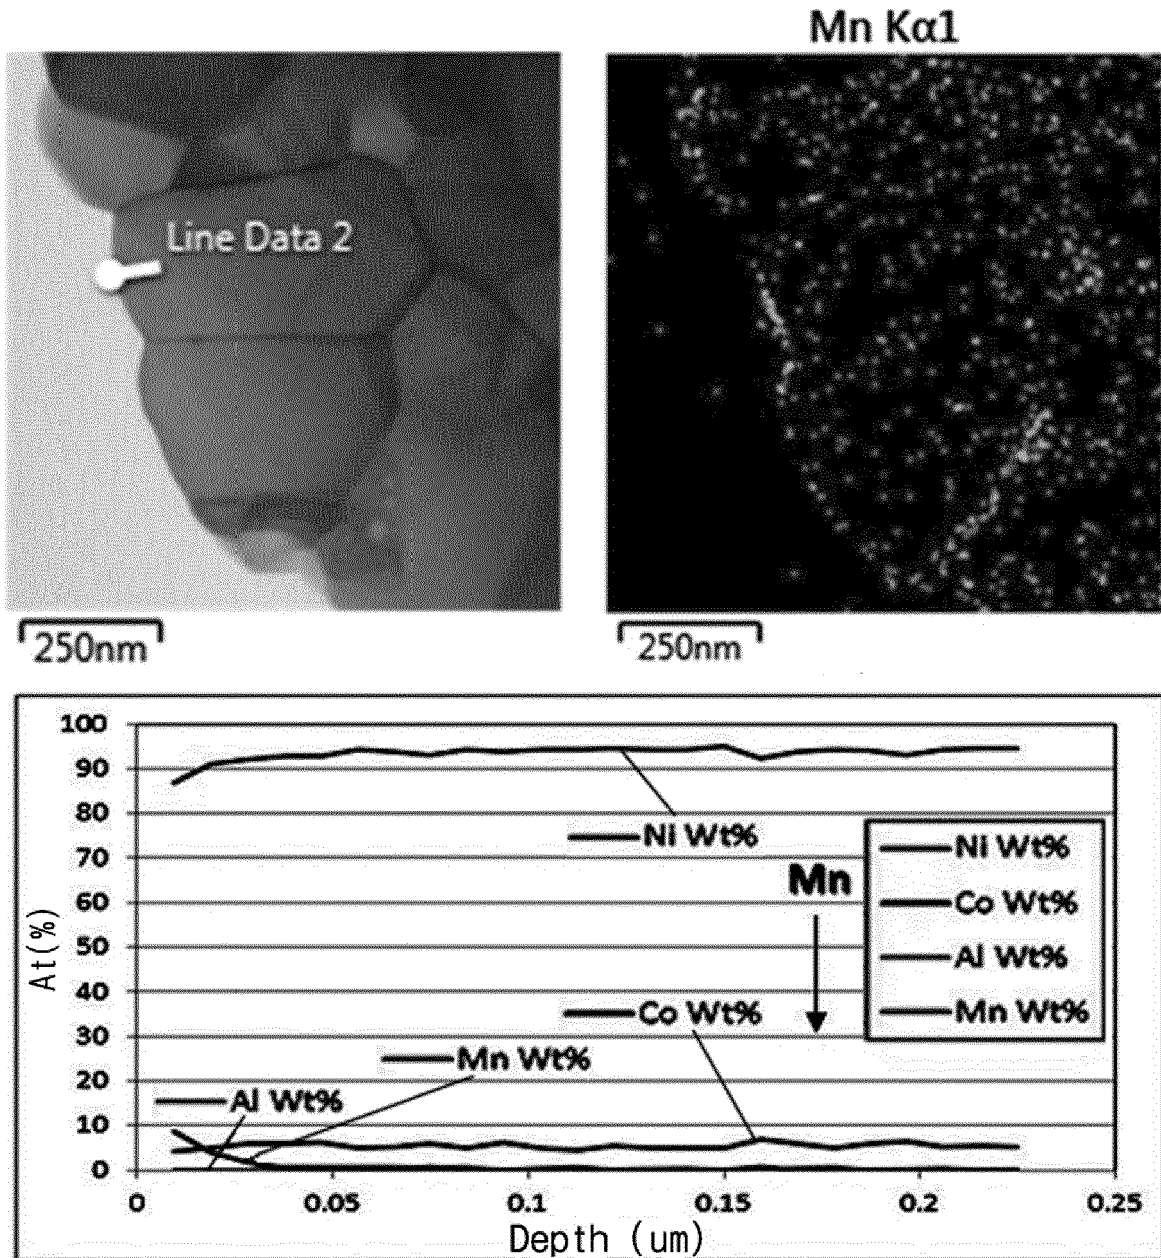 Mn Kα1
Line Data 2
250nm
250nm
100
90
80
70
60
50
40
30
20
10
0
At(%)
Ni Wt%
Mn
Co Wt%
Mn Wt%
Al Wt%
Ni Wt%
Co Wt%
Al Wt%
Mn Wt%
0
0.05
0.1
0.15
0.2
0.25
Depth (um)